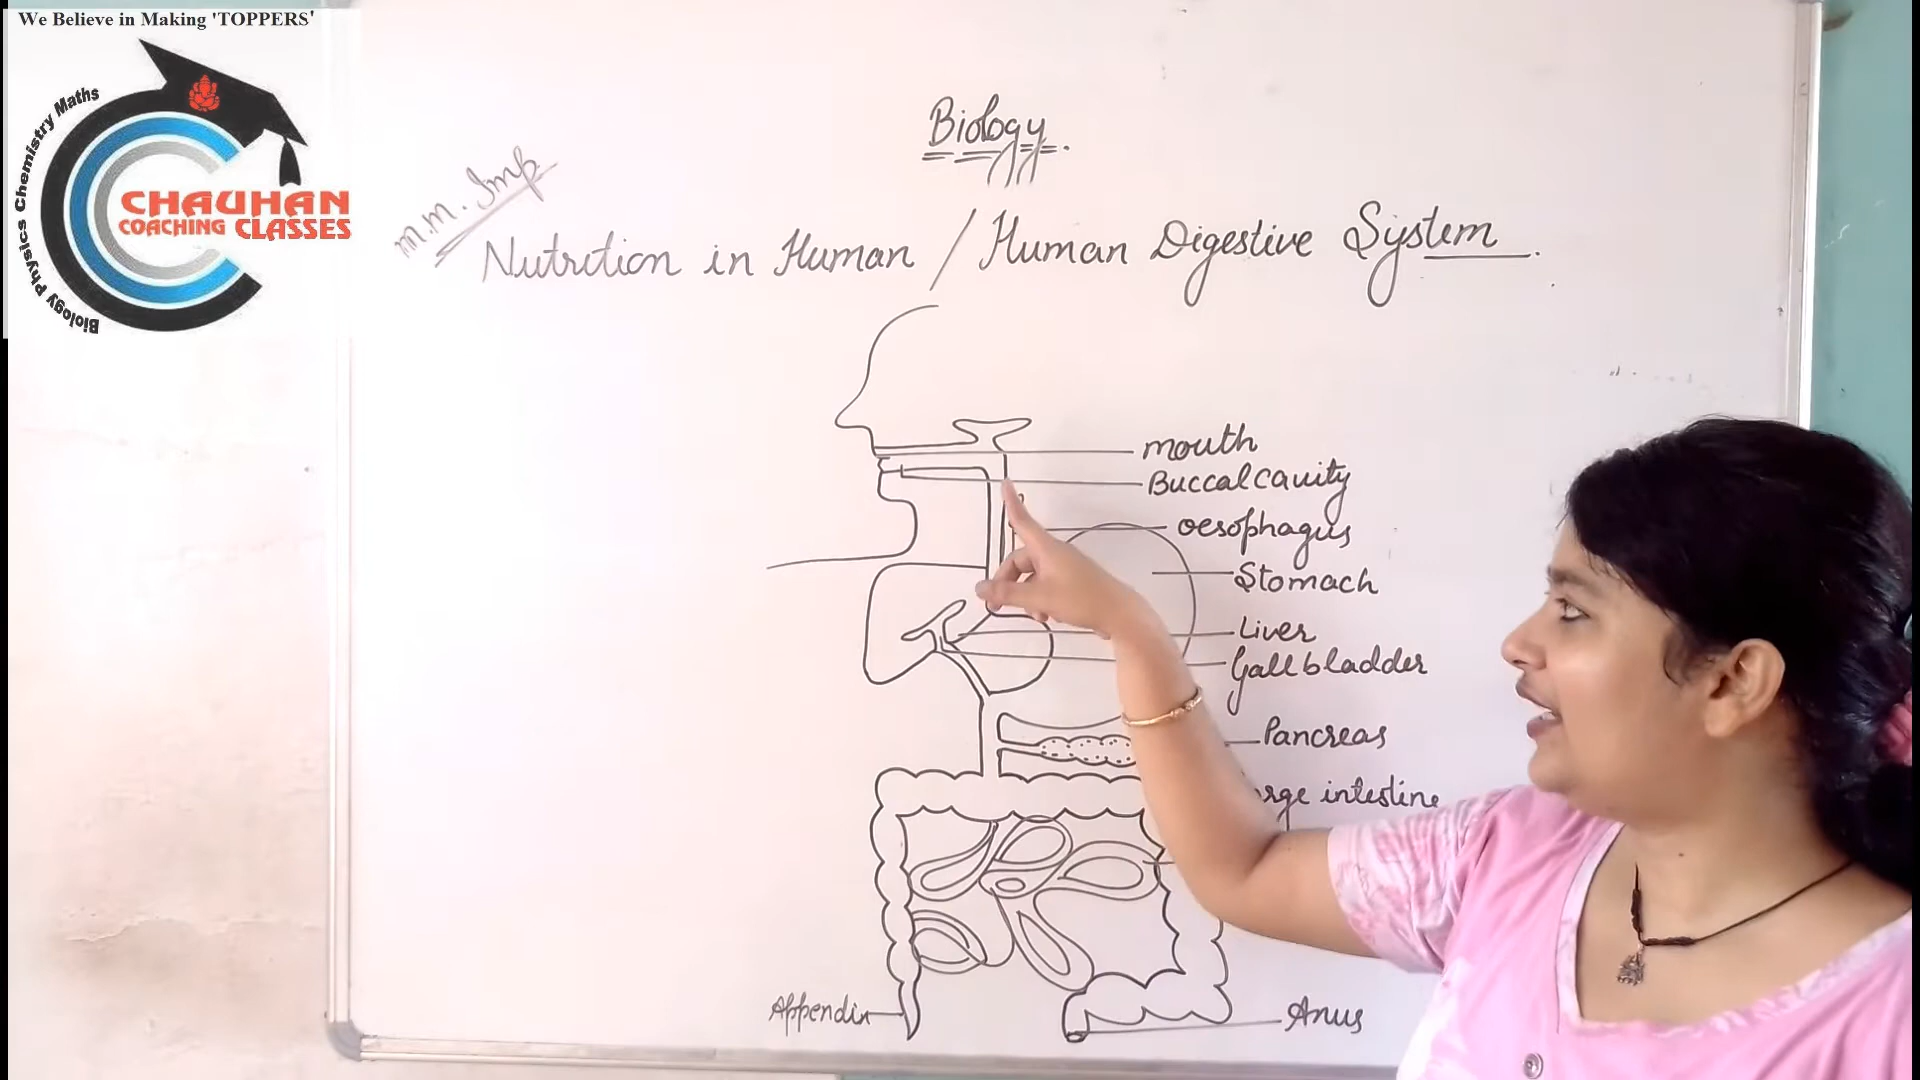 We Believe in Making 'TOPPERS'
Biology Physics Chemistry Maths
CHAUHAN
COACHING CLASSES
Biology.
M.M. Imp
Nutrition in Human / Human Digestive System.
mouth
Buccal cavity
oesophagus
Stomach
Liver
Gall bladder
Pancreas
rge intestine
Appendix
Anus